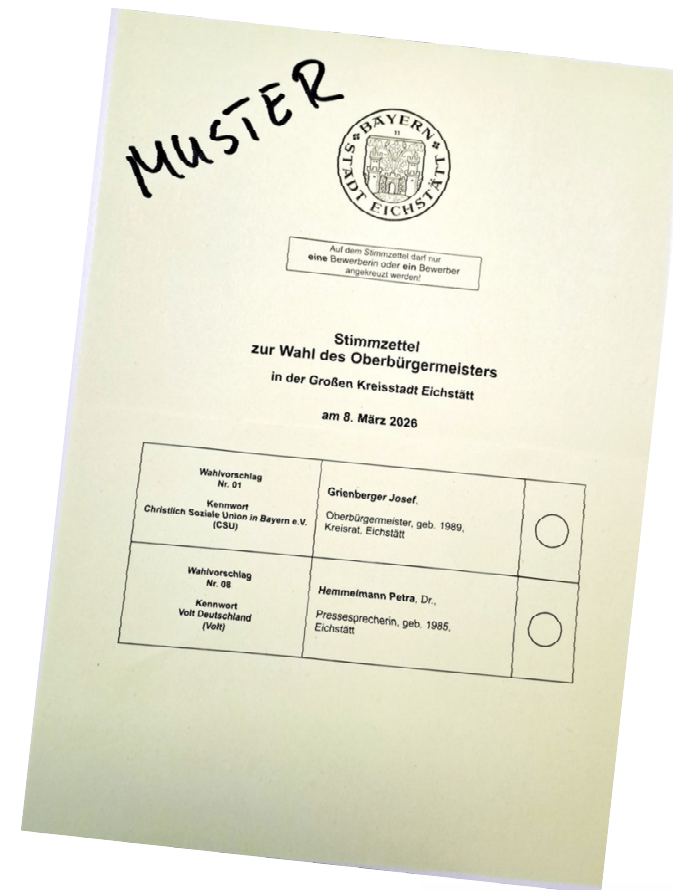 MUSTER
BAYERN
STADT EICHSTÄTT
Auf dem Stimmzettel darf nur
eine Bewerberin oder ein Bewerber
angekreuzt werden!
Stimmzettel
zur Wahl des Oberbürgermeisters
in der Großen Kreisstadt Eichstätt
am 8. März 2026
Wahlvorschlag
Nr. 01
Kennwort
Christlich Soziale Union in Bayern e.V.
(CSU)
Grienberger Josef,
Oberbürgermeister, geb. 1989,
Kreisrat, Eichstätt
Wahlvorschlag
Nr. 08
Kennwort
Volt Deutschland
(Volt)
Hemmelmann Petra, Dr.,
Pressesprecherin, geb. 1985,
Eichstätt